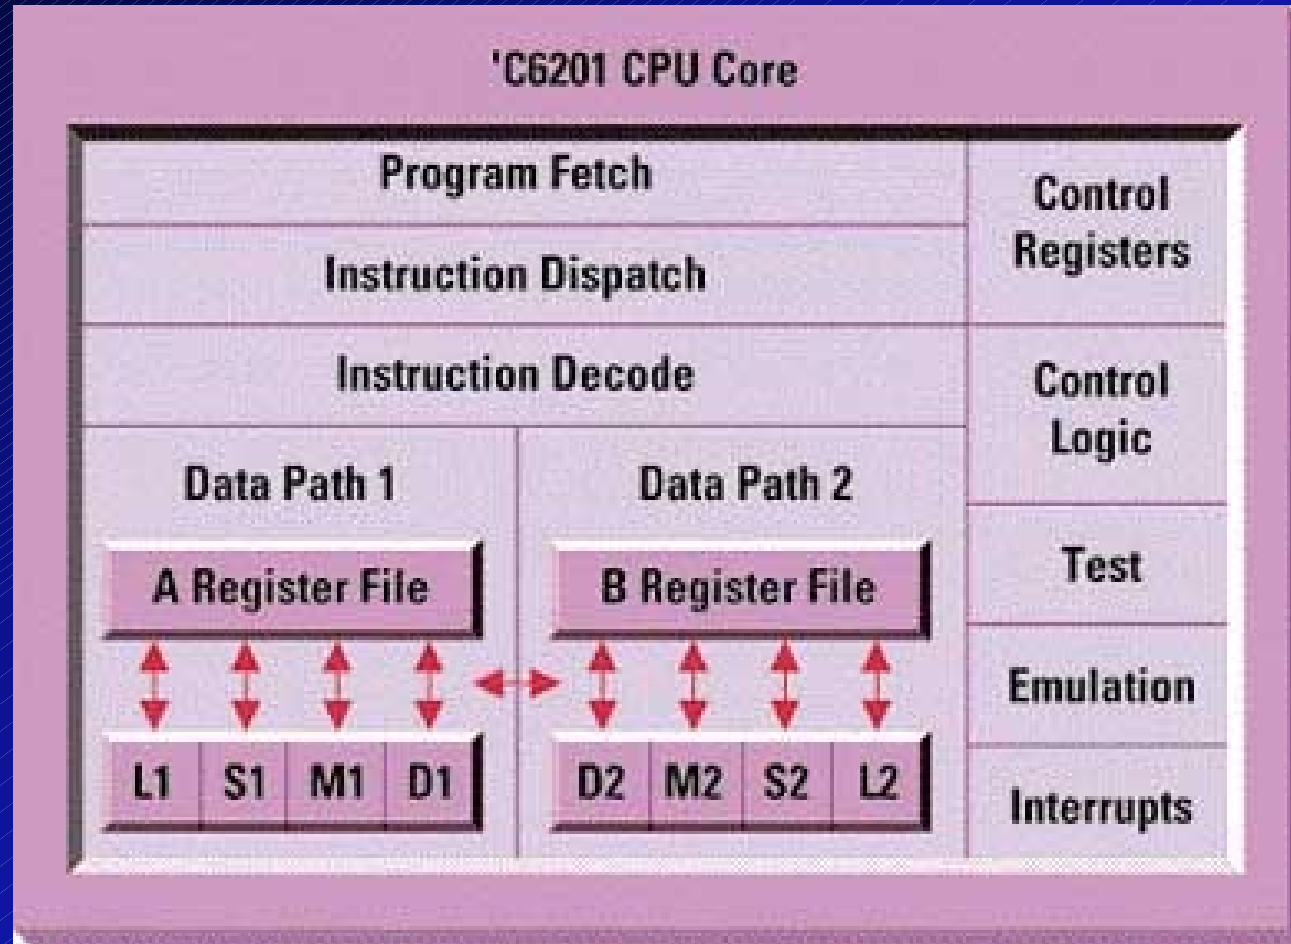 'C6201 CPU Core
Program Fetch
Instruction Dispatch
Instruction Decode
Data Path 1
A Register File
L1 S1 M1 D1
Data Path 2
B Register File
D2 M2 S2 L2
Control
Registers
Control
Logic
Test
Emulation
Interrupts